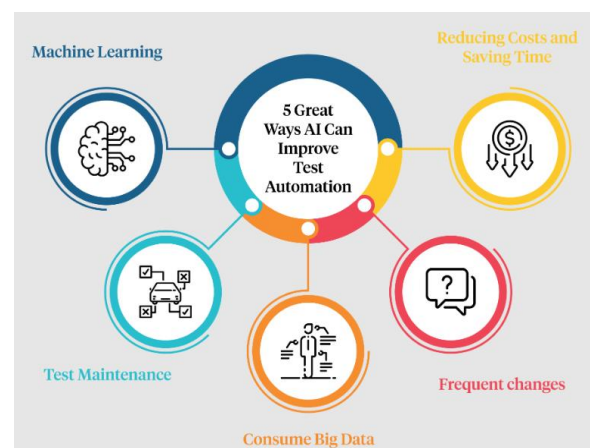 Reducing Costs and
Saving Time
Machine Learning
5 Great
Ways AI Can
Improve
Test
Automation
$
?
Test Maintenance
Frequent changes
Consume Big Data